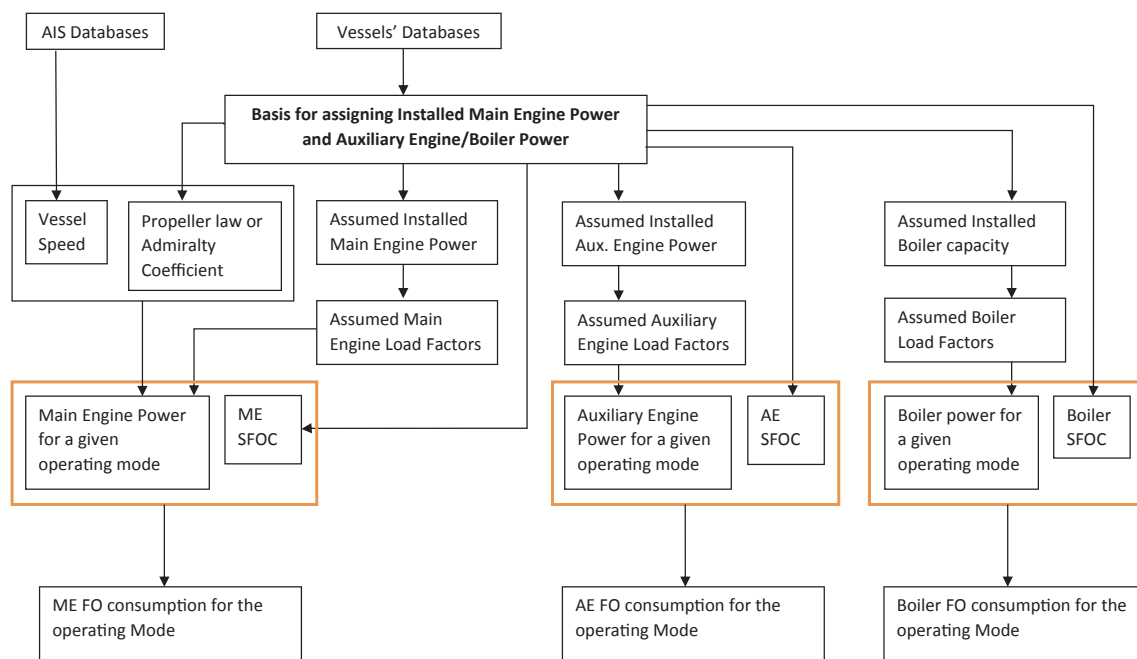 AIS Databases
Vessels’ Databases
Basis for assigning Installed Main Engine Power
and Auxiliary Engine/Boiler Power
Vessel
Speed
Propeller law or
Admiralty
Coefficient
Assumed Installed
Main Engine Power
Assumed Installed
Aux. Engine Power
Assumed Installed
Boiler capacity
Assumed Main
Engine Load Factors
Assumed Auxiliary
Engine Load Factors
Assumed Boiler
Load Factors
Main Engine Power
for a given
operating mode
ME
SFOC
Auxiliary Engine
Power for a given
operating mode
AE
SFOC
Boiler power for
a given
operating mode
Boiler
SFOC
ME FO consumption for the
operating Mode
AE FO consumption for the
operating Mode
Boiler FO consumption for the
operating Mode